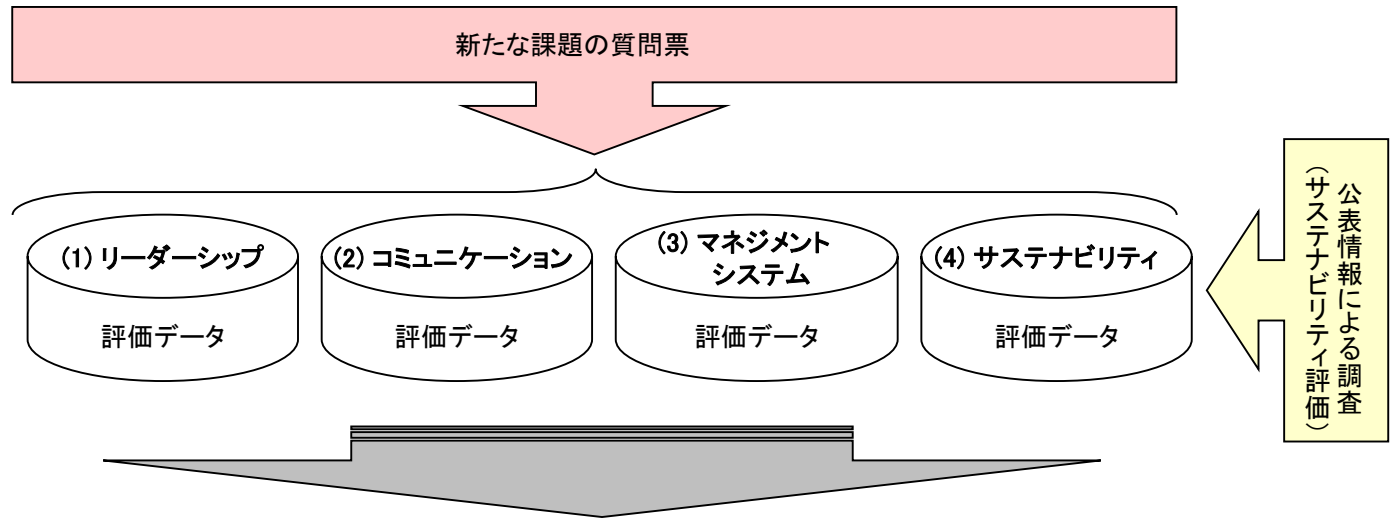 新たな課題の質問票
(1) リーダーシップ
評価データ
(2) コミュニケーション
評価データ
(3) マネジメント
システム
評価データ
(4) サステナビリティ
評価データ
公表情報による調査
（サステナビリティ評価）